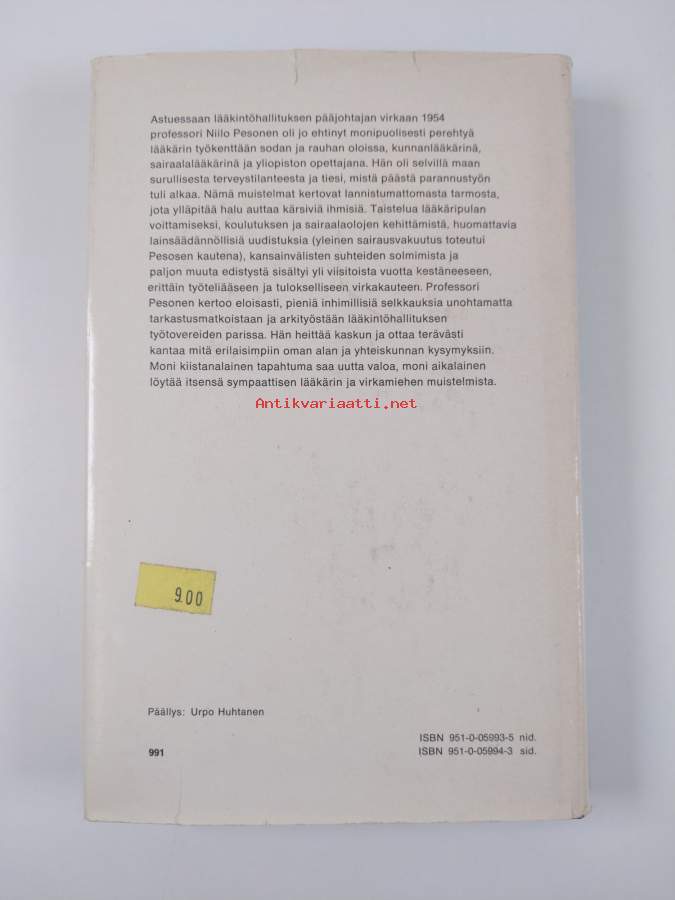 Astuessaan lääkintöhallituksen pääjohtajan virkaan 1954
professori Niilo Pesonen oli jo ehtinyt monipuolisesti perehtyä
lääkärin työkenttään sodan ja rauhan oloissa, kunnanlääkärinä,
sairaalalääkärinä ja yliopiston opettajana. Hän oli selvillä maan
surullisesta terveystilanteesta ja tiesi, mistä päästä parannustyön
tuli alkaa. Nämä muistelmat kertovat lannistumattomasta tarmosta,
jota ylläpitää halu auttaa kärsiviä ihmisiä. Taistelua lääkäripulan
voittamiseksi, koulutuksen ja sairaalaolojen kehittämistä, huomattavia
lainsäädännöllisiä uudistuksia (yleinen sairausvakuutus toteutui
Pesosen kautena), kansainvälisten suhteiden solmimista ja
paljon muuta edistystä sisältyi yli viisitoista vuotta kestäneeseen,
erittäin työteliääseen ja tulokselliseen virkakauteen. Professori
Pesonen kertoo eloisasti, pieniä inhimillisiä selkkauksia unohtamatta
tarkastusmatkoistaan ja arkityöstään lääkintöhallituksen
työtovereiden parissa. Hän heittää kaskun ja ottaa terävästi
kantaa mitä erilaisimpiin oman alan ja yhteiskunnan kysymyksiin.
Moni kiistanalainen tapahtuma saa uutta valoa, moni aikalainen
löytää itsensä sympaattisen lääkärin ja virkamiehen muistelmista.
Antikvariaatti.net
9.00
Päällys: Urpo Huhtanen
ISBN 951-0-05993-5 nid.
991 ISBN 951-0-05994-3 sid.